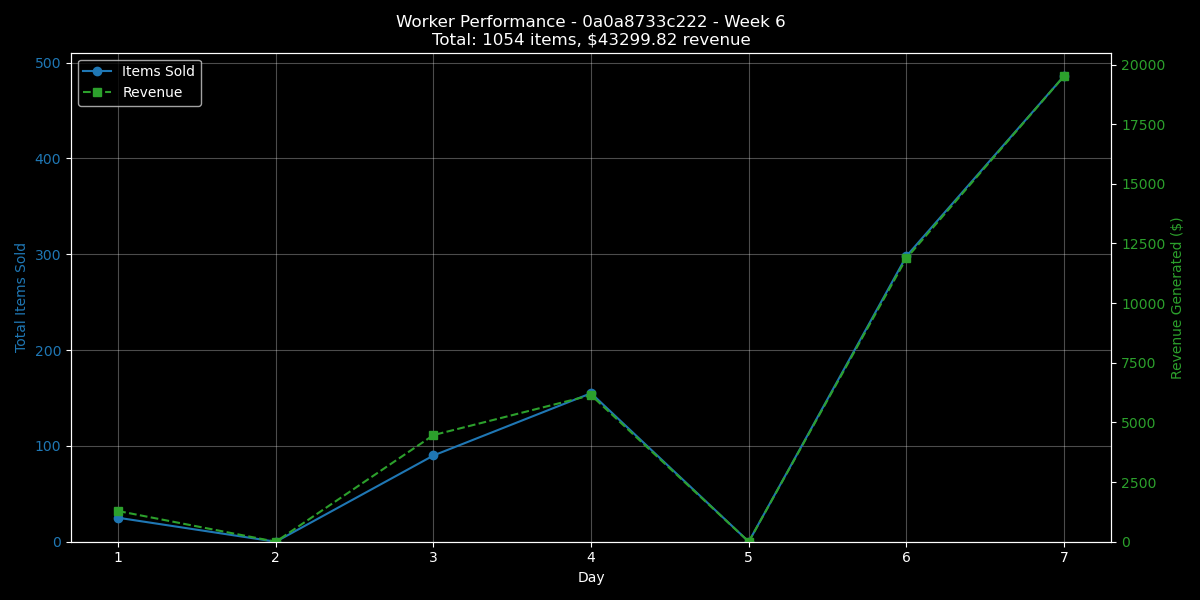 Worker Performance - 0a0a8733c222 - Week 6
Total: 1054 items, $43299.82 revenue
Items Sold
Revenue
Total Items Sold
500
400
300
200
100
0
Revenue Generated ($)
20000
17500
15000
12500
10000
7500
5000
2500
0
1 2 3 4 5 6 7
Day